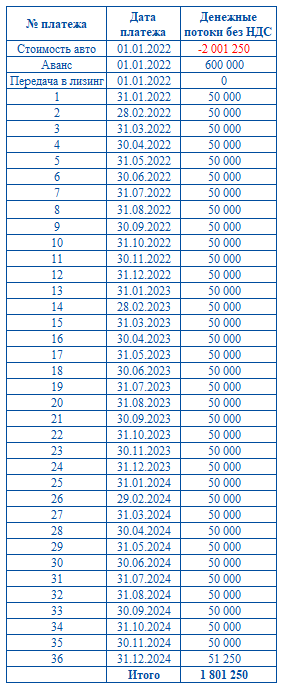 № платежа Дата платежа Денежные потоки без НДС
Стоимость авто 01.01.2022 -2 001 250
Аванс 01.01.2022 600 000
Передача в лизинг 01.01.2022 0
1 31.01.2022 50 000
2 28.02.2022 50 000
3 31.03.2022 50 000
4 30.04.2022 50 000
5 31.05.2022 50 000
6 30.06.2022 50 000
7 31.07.2022 50 000
8 31.08.2022 50 000
9 30.09.2022 50 000
10 31.10.2022 50 000
11 30.11.2022 50 000
12 31.12.2022 50 000
13 31.01.2023 50 000
14 28.02.2023 50 000
15 31.03.2023 50 000
16 30.04.2023 50 000
17 31.05.2023 50 000
18 30.06.2023 50 000
19 31.07.2023 50 000
20 31.08.2023 50 000
21 30.09.2023 50 000
22 31.10.2023 50 000
23 30.11.2023 50 000
24 31.12.2023 50 000
25 31.01.2024 50 000
26 29.02.2024 50 000
27 31.03.2024 50 000
28 30.04.2024 50 000
29 31.05.2024 50 000
30 30.06.2024 50 000
31 31.07.2024 50 000
32 31.08.2024 50 000
33 30.09.2024 50 000
34 31.10.2024 50 000
35 30.11.2024 50 000
36 31.12.2024 51 250
Итого 1 801 250